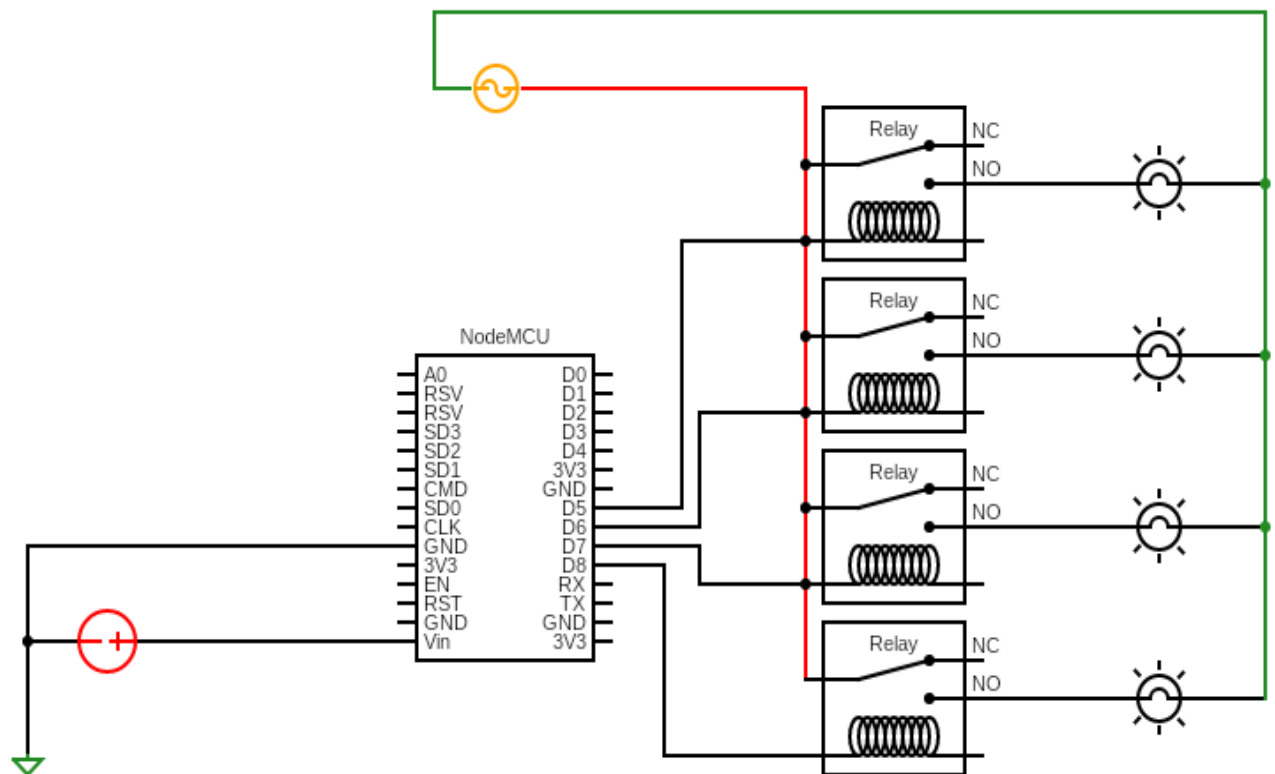 Relay
NC
NO
Relay
NC
NO
NodeMCU
A0 D0
RSV D1
RSV D2
SD3 D3
SD2 D4
SD1 3V3
CMD GND
SD0 D5
CLK D6
GND D7
3V3 D8
EN RX
RST TX
GND GND
Vin 3V3
Relay
NC
NO
Relay
NC
NO